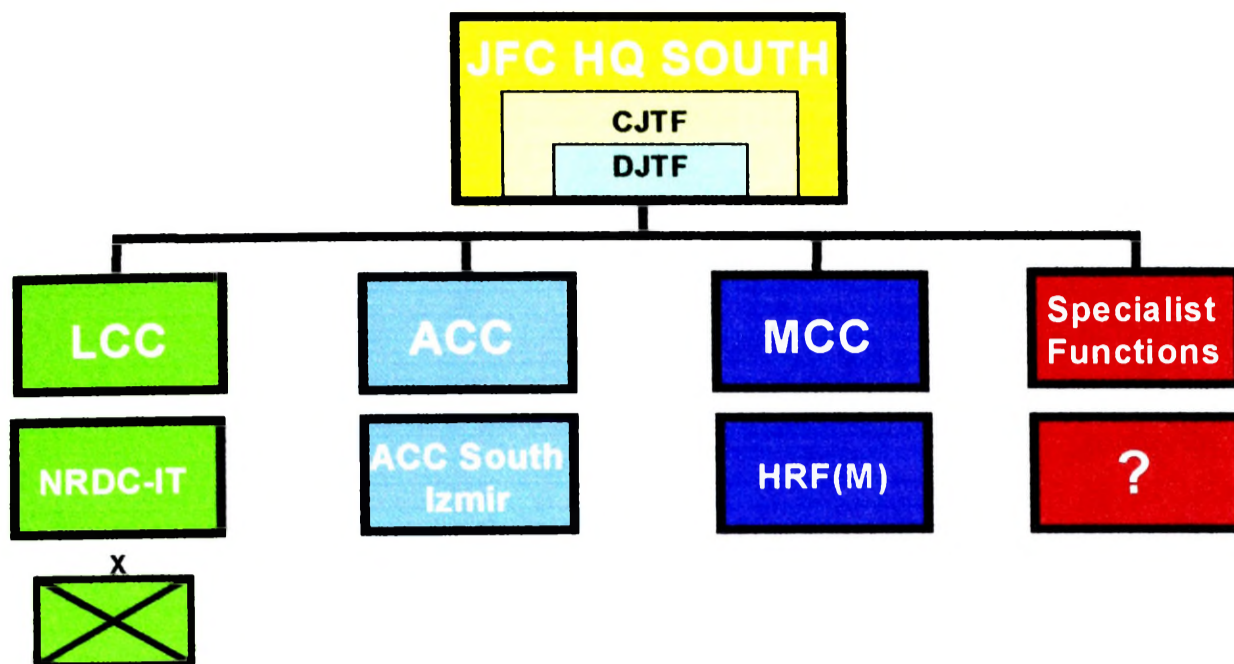 JFC HQ SOUTH
CJTF
DJTF
LCC
ACC
MCC
Specialist
Functions
NRDC-IT
ACC South
Izmir
HRF(M)
?
X